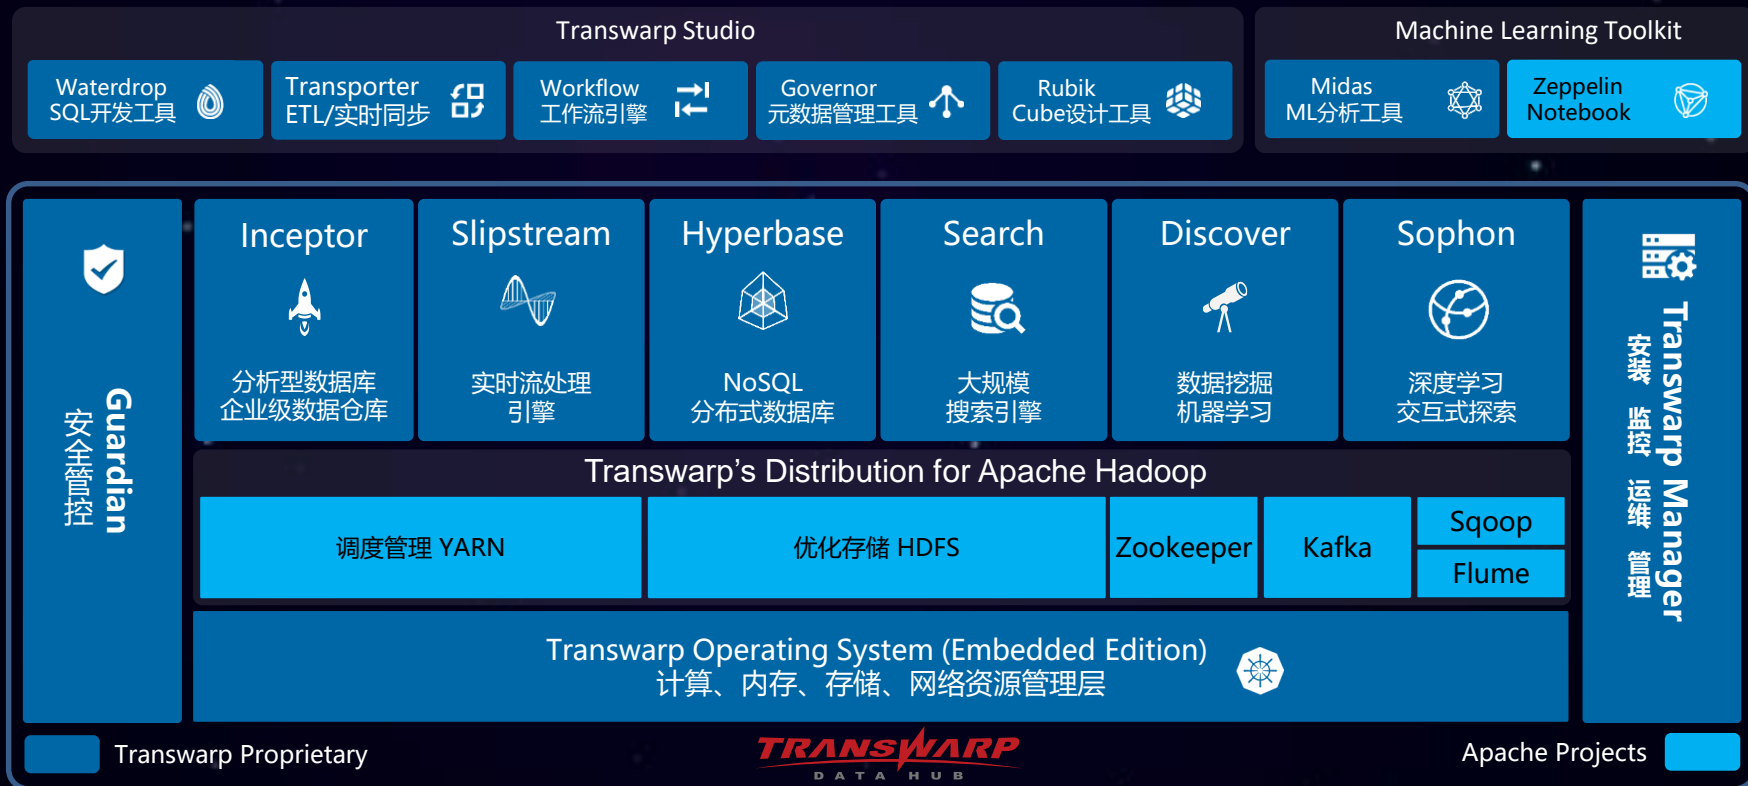 Transwarp Studio
Machine Learning Toolkit
Waterdrop
SQL开发工具
Transporter
ETL/实时同步
Workflow
工作流引擎
Governor
元数据管理工具
Rubik
Cube设计工具
Midas
ML分析工具
Zeppelin
Notebook
Guardian
安全管控
Inceptor
分析型数据库
企业级数据仓库
Slipstream
实时流处理
引擎
Hyperbase
NoSQL
分布式数据库
Search
大规模
搜索引擎
Discover
数据挖掘
机器学习
Sophon
深度学习
交互式探索
Transwarp Manager
安装、监控、运维、管理
Transwarp's Distribution for Apache Hadoop
调度管理 YARN
优化存储 HDFS
Zookeeper
Kafka
Sqoop
Flume
Transwarp Operating System (Embedded Edition)
计算、内存、存储、网络资源管理层
Transwarp Proprietary
TRANSWARP
DATA HUB
Apache Projects